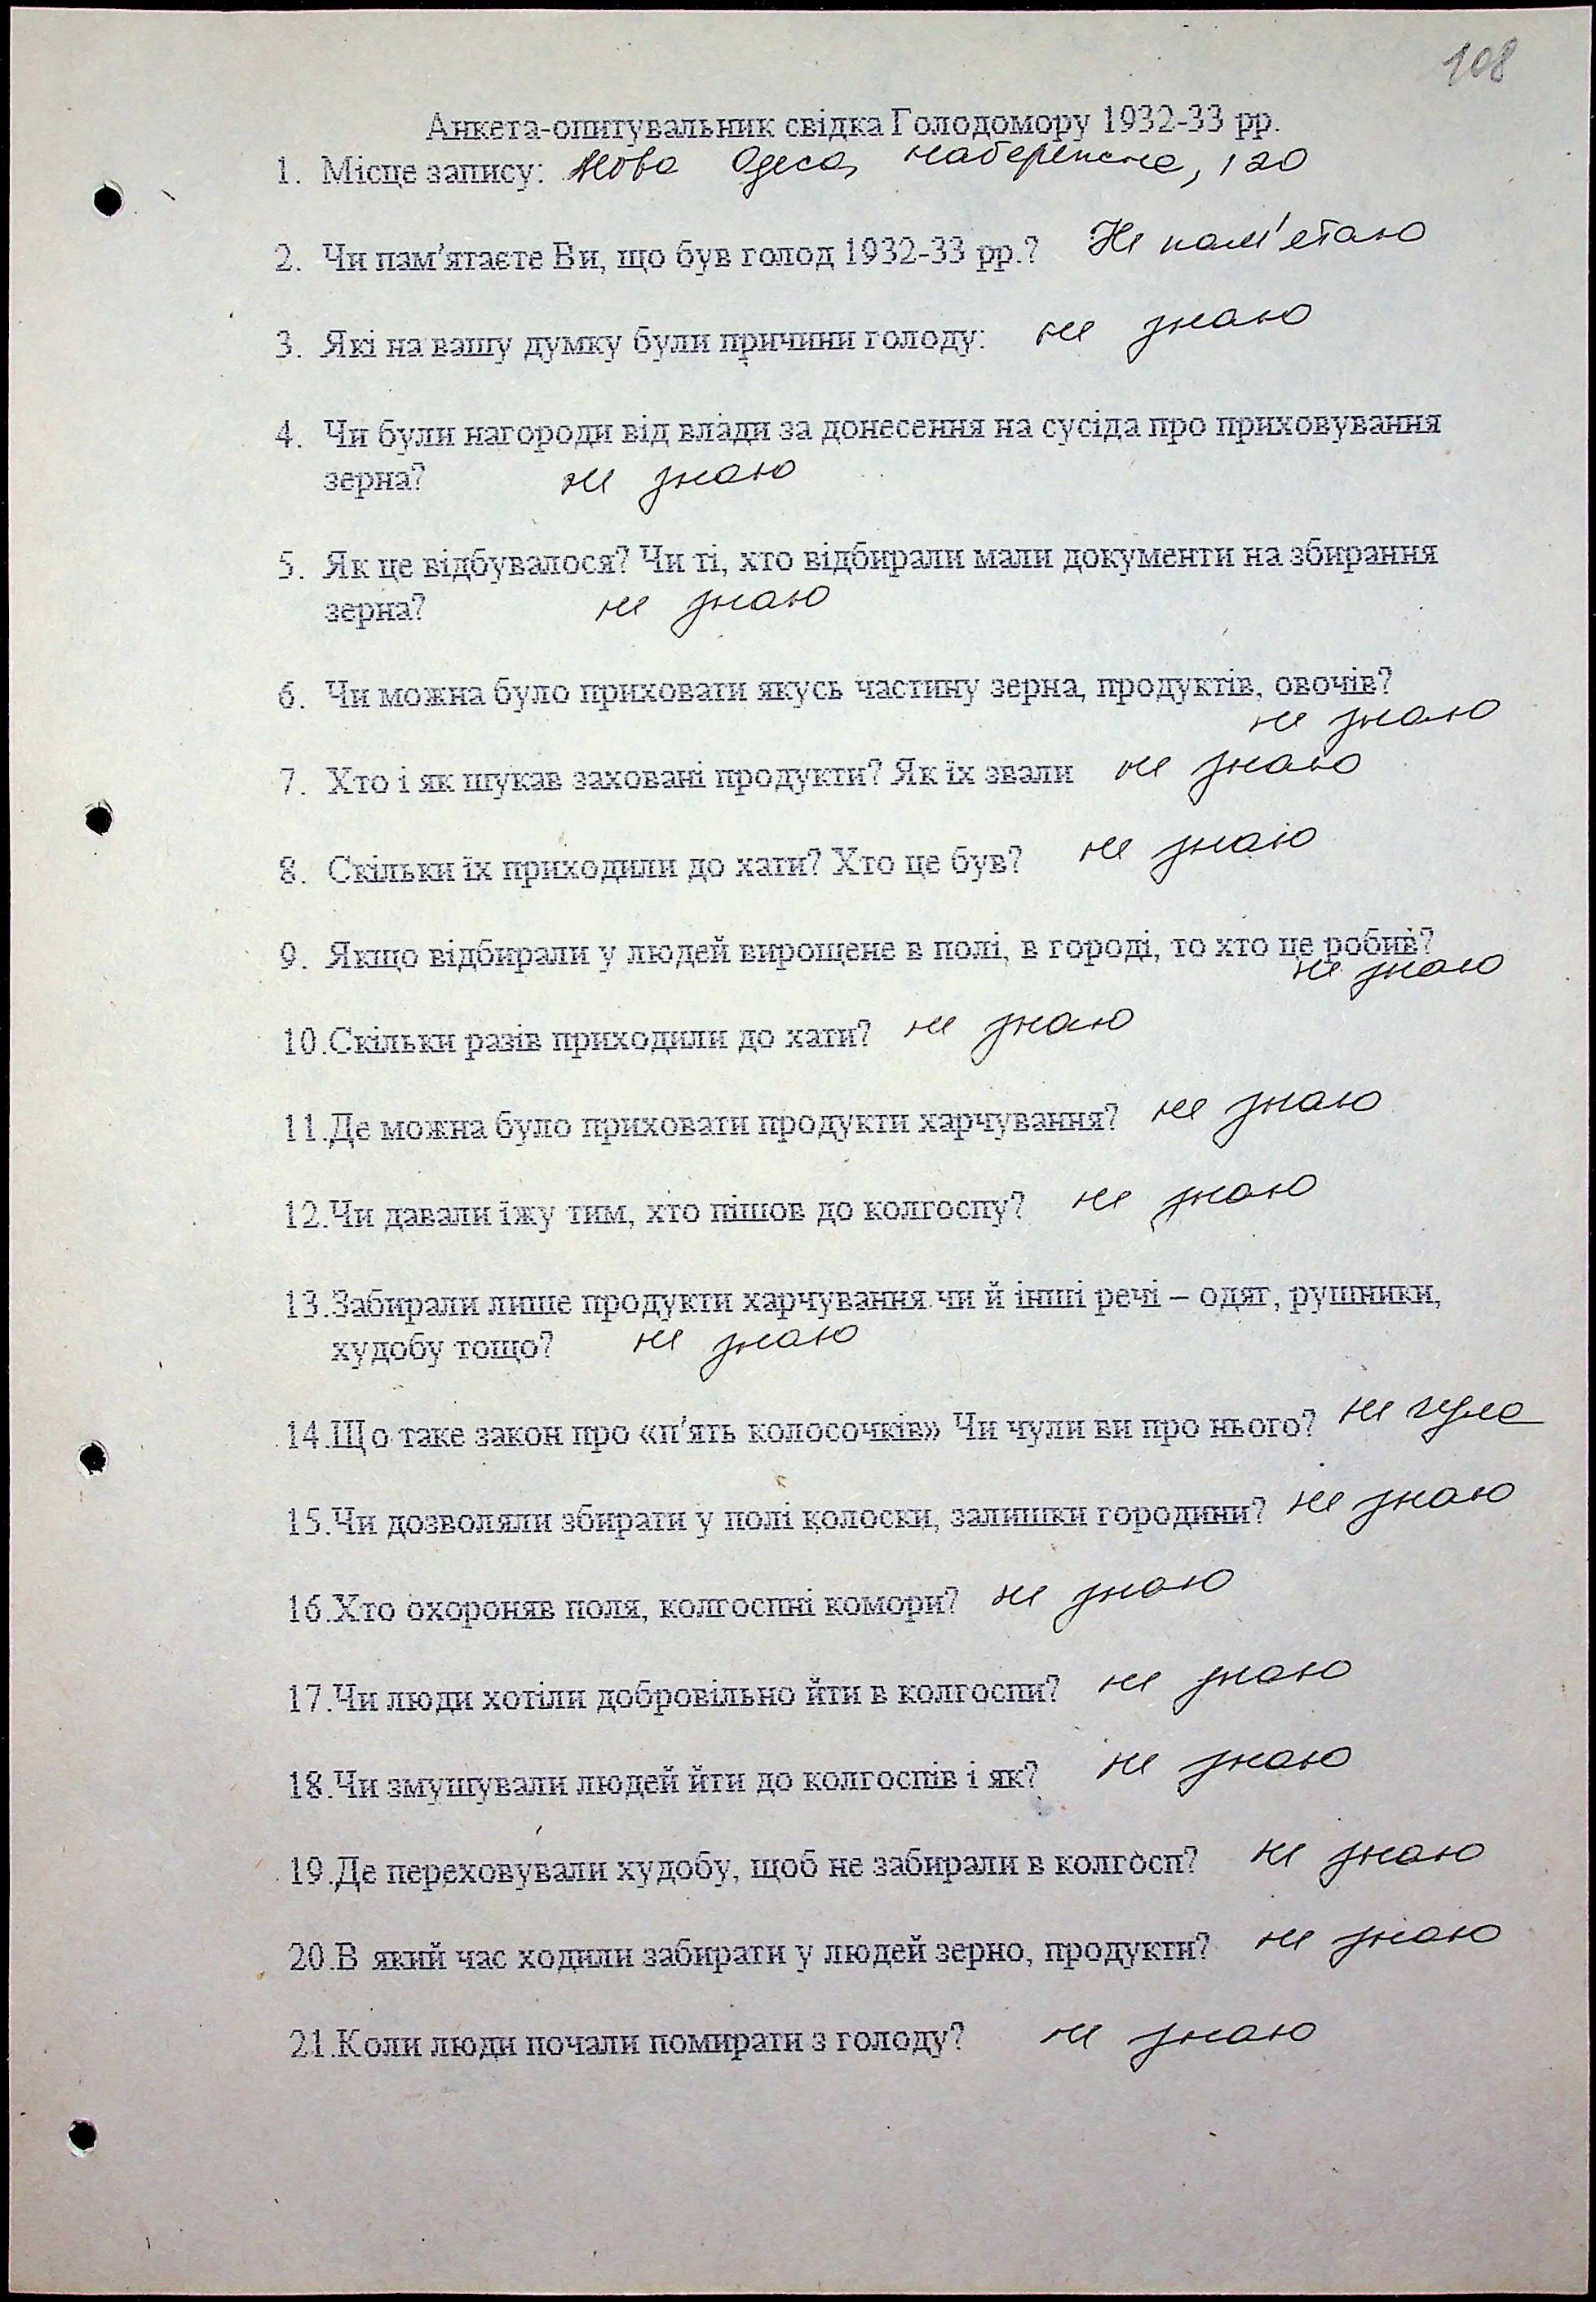 108
Анкета-опитувальник свідка Голодомору 1932-33 рр.
1. Місце запису: Нова Одеса, набережна, 120
2. Чи пам'ятаєте Ви, що був голод 1932-33 рр.? Не пам'етаю
3. Які на вашу думку були причини голоду: не знаю
4. Чи були нагороди від влади за донесення на сусіда про приховування
зерна? не знаю
5. Як це відбувалося? Чи ті, хто відбирали мали документи на збирання
зерна? не знаю
6. Чи можна було приховати якусь частину зерна, продуктів, овочів?
не знаю
7. Хто і як шукав заховані продукти? Як їх звали не знаю
8. Скільки їх приходили до хати? Хто це був? не знаю
9. Якщо відбирали у людей вирощене в полі, в городі, то хто це робив?
не знаю
10.Скільки разів приходили до хати? не знаю
11.Де можна було приховати продукти харчування? не знаю
12.Чи давали їжу тим, хто пішов до колгоспу? не знаю
13.Забирали лише продукти харчування чи й інші речі – одяг, рушники,
худобу тощо? не знаю
14.Що таке закон про «п'ять колосочків» Чи чули ви про нього? не чула
15.Чи дозволяли збирати у полі колоски, залишки городини? не знаю
16.Хто охороняв поля, колгоспні комори? не знаю
17.Чи люди хотіли добровільно йти в колгоспи? не знаю
18.Чи змушували людей йти до колгоспів і як? не знаю
19.Де переховували худобу, щоб не забирали в колгосп? не знаю
20.В який час ходили забирати у людей зерно, продукти? не знаю
21.Коли люди почали помирати з голоду? не знаю